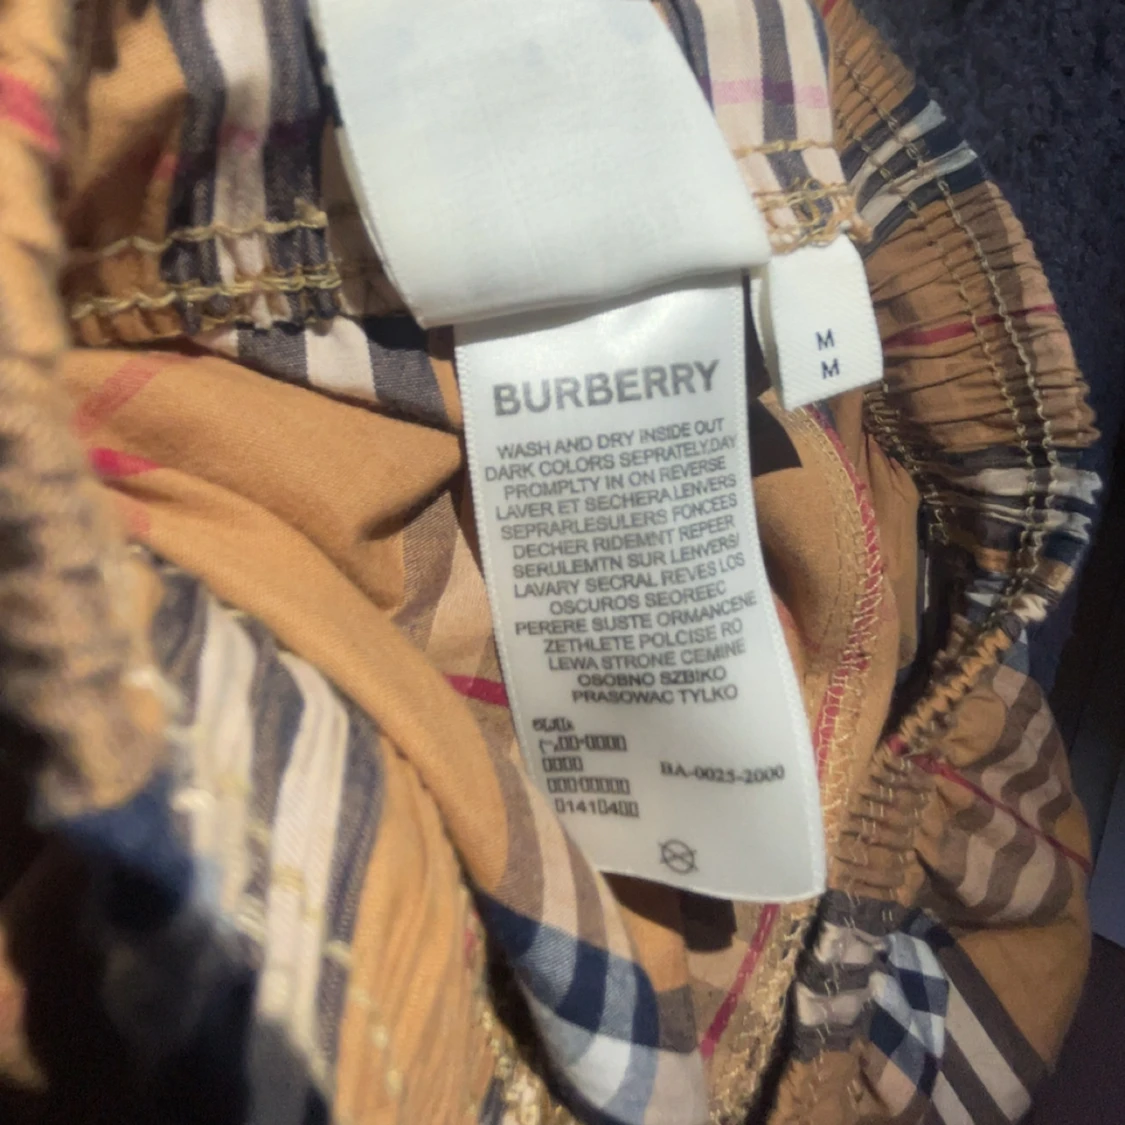 BURBERRY
WASH AND DRY INSIDE OUT
DARK COLORS SEPRATELY,DAY
PROMPLTY IN ON REVERSE
LAVER ET SECHERA LENVERS
SEPRARLESULERS FONCEES
DECHER RIDEMNT REPEER
SERULEMTN SUR LENVERS/
LAVARY SECRAL REVES LOS
OSCUROS SEOREEC
PERERE SUSTE ORMANCENE
ZETHLETE POLCISE RO
LEWA STRONE CEMINE
OSOBNO SZBIKO
PRASOWAC TYLKO
BA-0025-2000
M
M